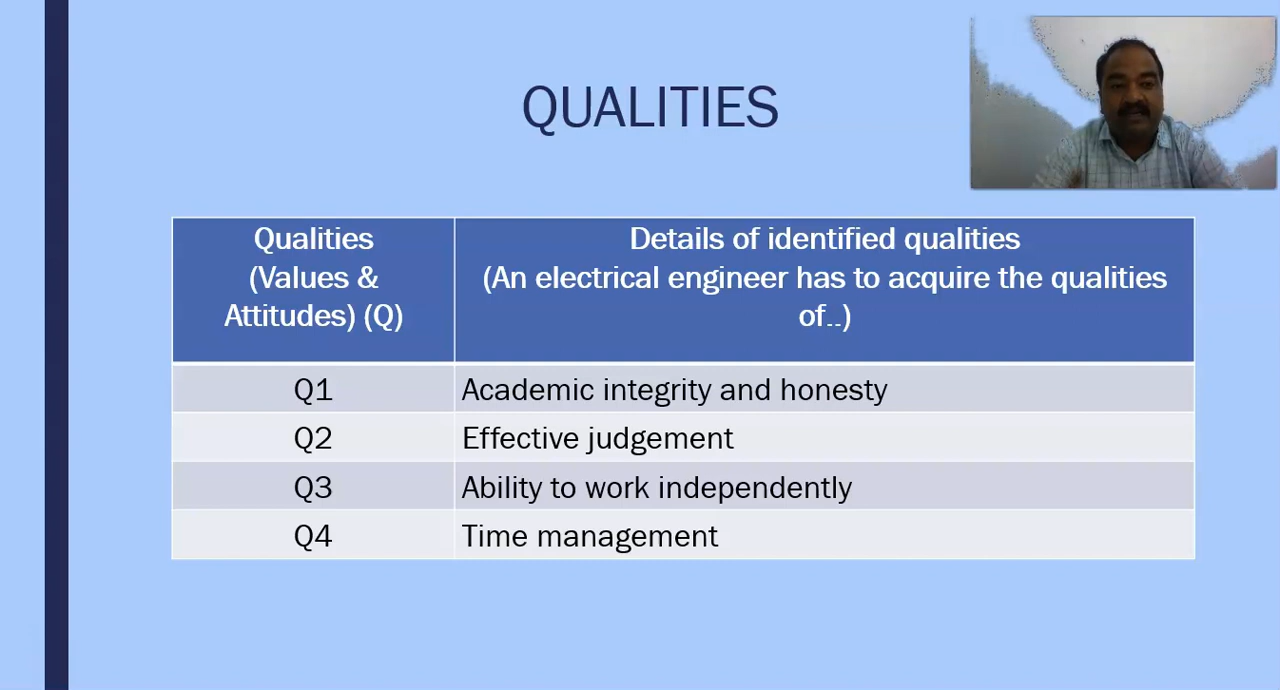 QUALITIES
Qualities
(Values &
Attitudes) (Q)
Details of identified qualities
(An electrical engineer has to acquire the qualities
of..)
Q1 Academic integrity and honesty
Q2 Effective judgement
Q3 Ability to work independently
Q4 Time management